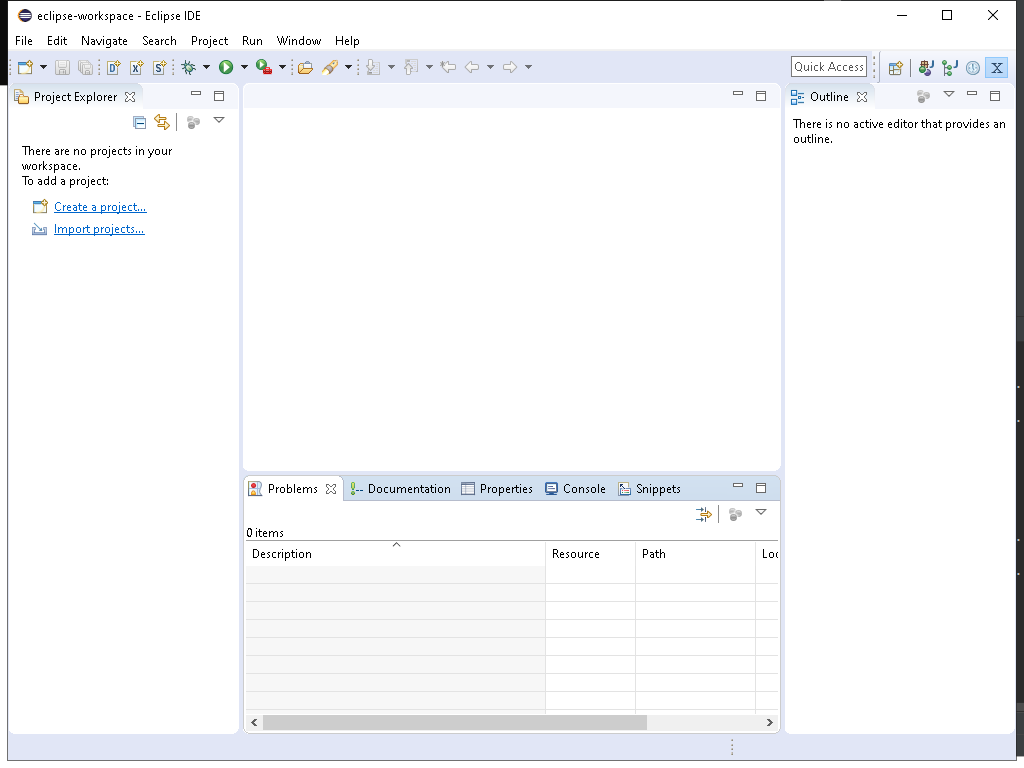 eclipse-workspace - Eclipse IDE
File Edit Navigate Search Project Run Window Help
Quick Access
Project Explorer
There are no projects in your
workspace.
To add a project:
Create a project...
Import projects...
Outline
There is no active editor that provides an
outline.
Problems Documentation Properties Console Snippets
0 items
Description Resource Path Loc